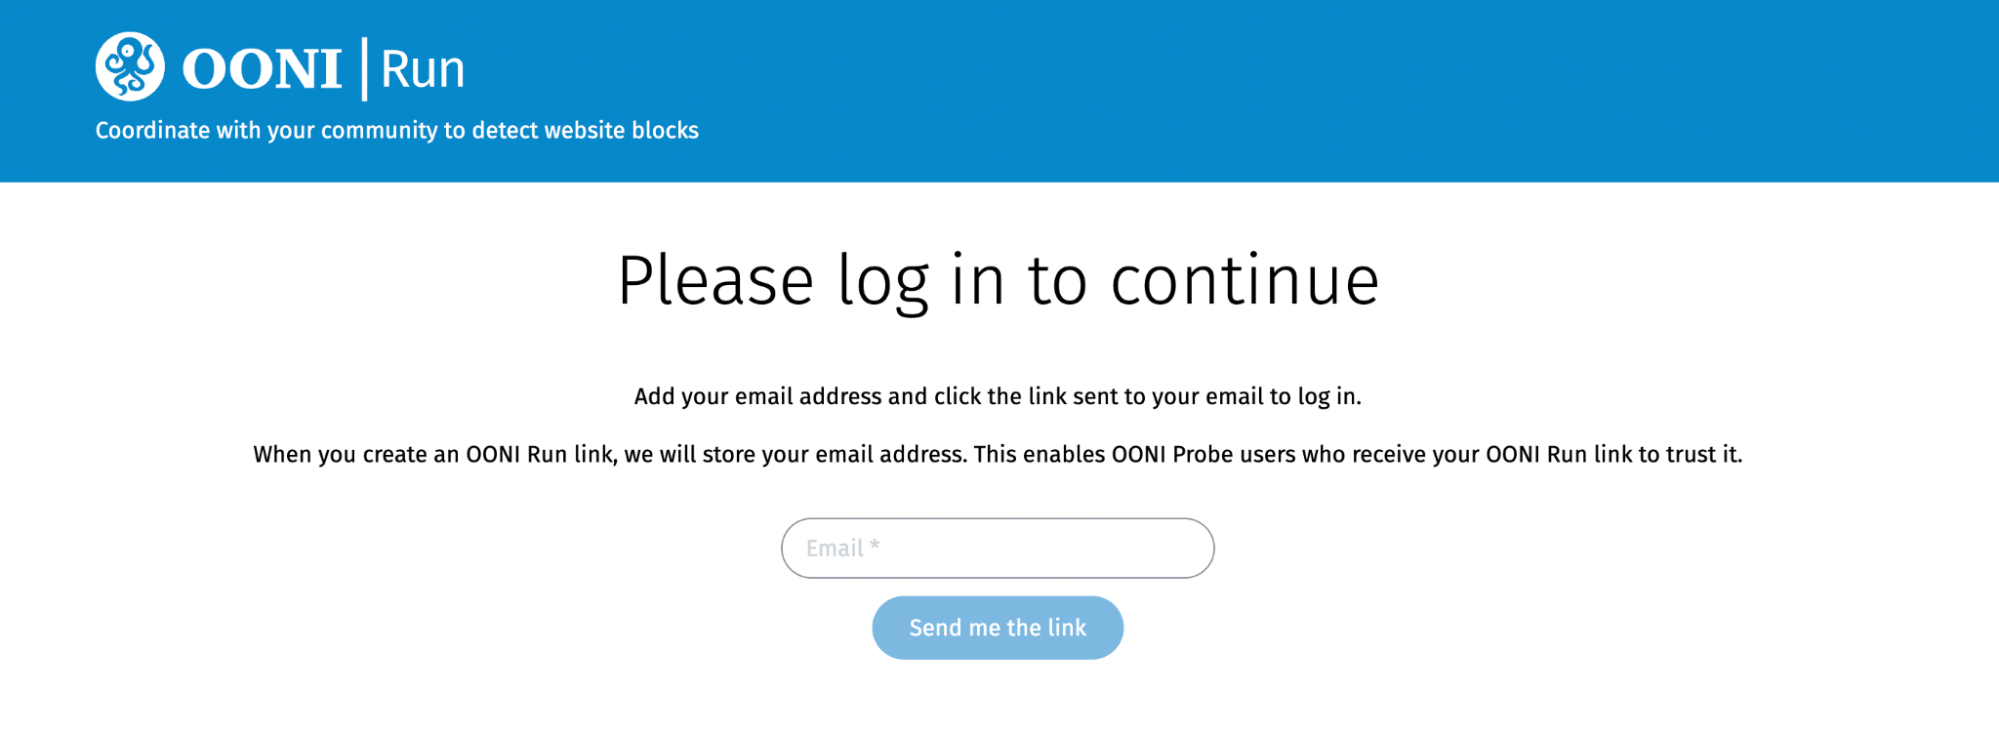 OONI | Run
Coordinate with your community to detect website blocks
Please log in to continue
Add your email address and click the link sent to your email to log in.
When you create an OONI Run link, we will store your email address. This enables OONI Probe users who receive your OONI Run link to trust it.
Email *
Send me the link